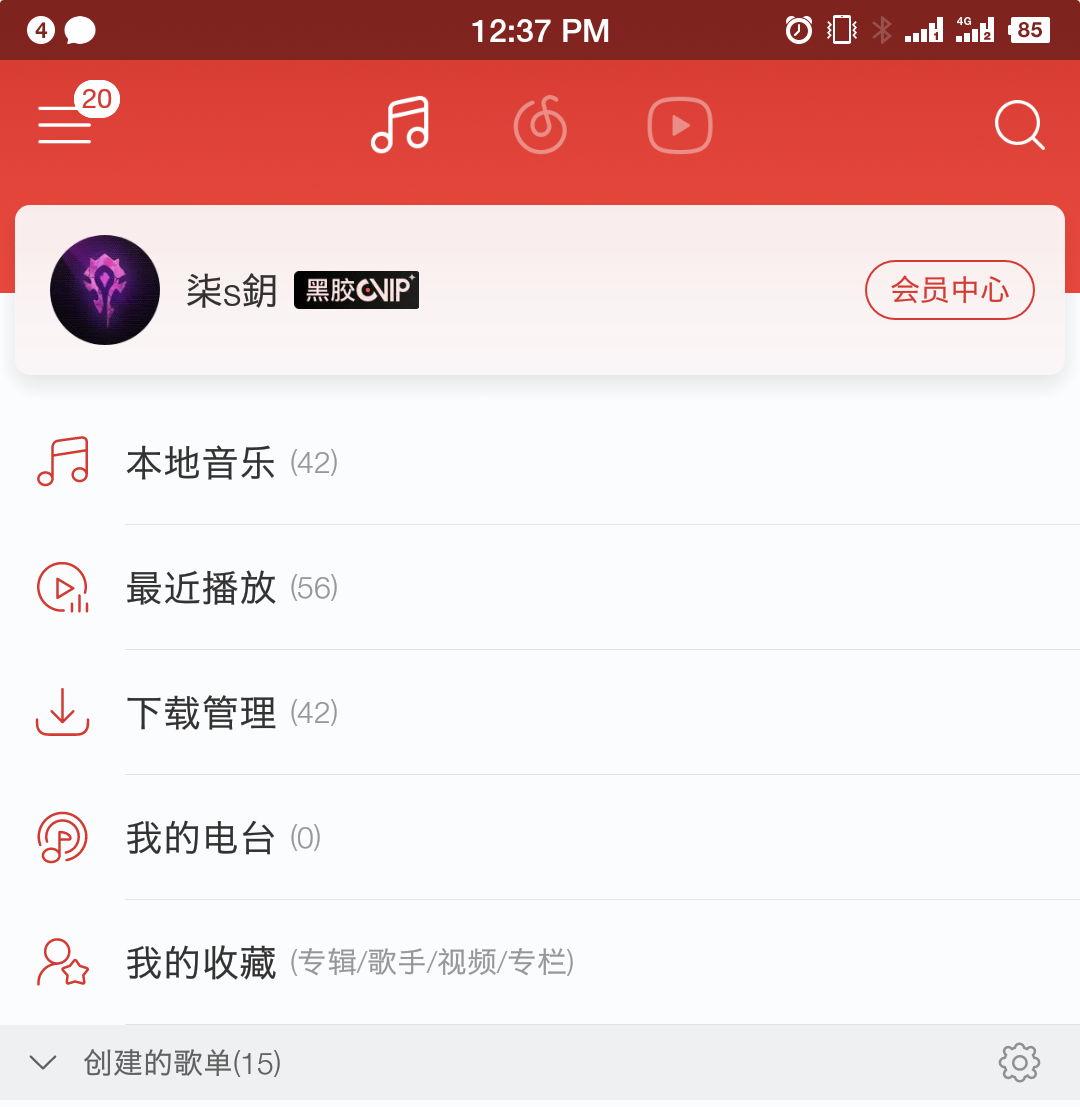 4 12:37 PM 1 4G 2 85
20
柒s鈅 黑胶VIP 会员中心
本地音乐 (42)
最近播放 (56)
下载管理 (42)
我的电台 (0)
我的收藏 (专辑/歌手/视频/专栏)
创建的歌单(15)